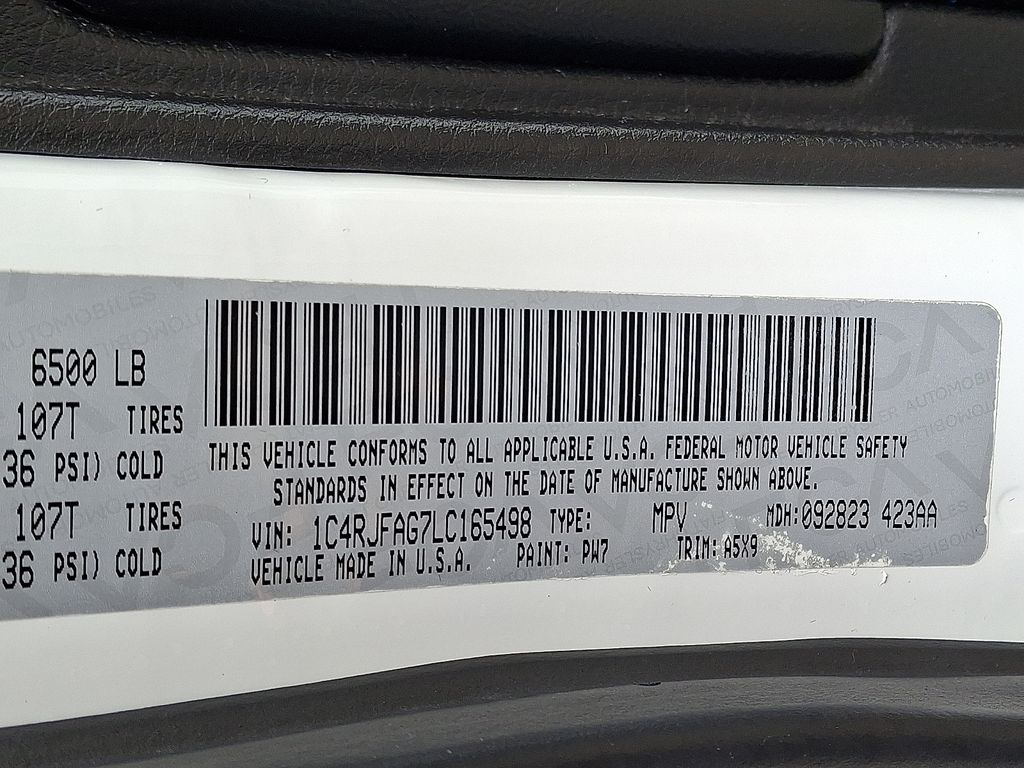 6500 LB
107T TIRES
36 PSI) COLD
107T TIRES
36 PSI) COLD
THIS VEHICLE CONFORMS TO ALL APPLICABLE U.S.A. FEDERAL MOTOR VEHICLE SAFETY
STANDARDS IN EFFECT ON THE DATE OF MANUFACTURE SHOWN ABOVE.
VIN: 1C4RJFAG7LC165498 TYPE: MPV MDH:092823 423AA
VEHICLE MADE IN U.S.A. PAINT: PW7 TRIM: A5X9